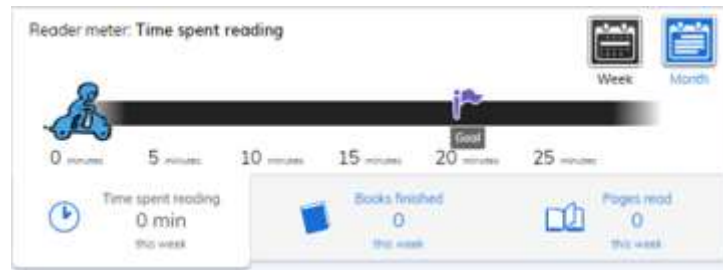 Reader meter: Time spent reading
Week
Month
Goal
0 minutes 5 minutes 10 minutes 15 minutes 20 minutes 25 minutes
Time spent reading
0 min
this week
Books finished
0
this week
Pages read
0
this week